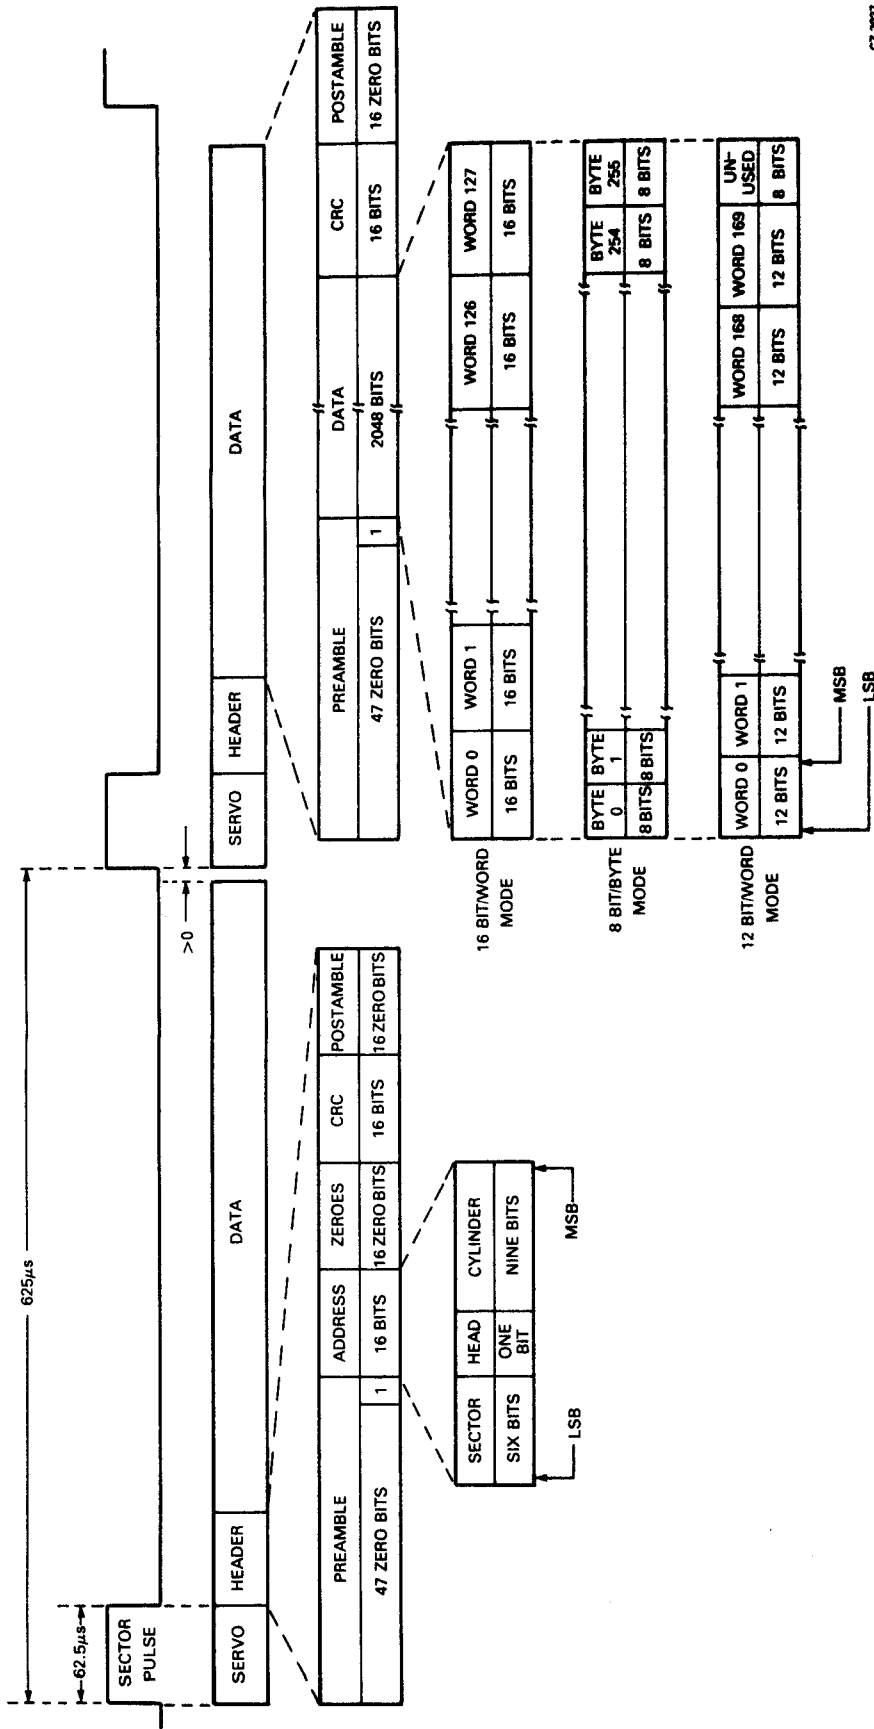 625µs
62.5µs
SECTOR
PULSE
>0
SERVO
HEADER
DATA
SERVO
HEADER
DATA
PREAMBLE
ADDRESS
ZEROES
CRC
POSTAMBLE
47 ZERO BITS
1
16 BITS
16 ZERO BITS
16 BITS
16 ZERO BITS
SECTOR
HEAD
CYLINDER
SIX BITS
ONE
BIT
NINE BITS
LSB
MSB
PREAMBLE
DATA
CRC
POSTAMBLE
47 ZERO BITS
1
2048 BITS
16 BITS
16 ZERO BITS
16 BIT/WORD
MODE
WORD 0
WORD 1
WORD 126
WORD 127
16 BITS
16 BITS
16 BITS
16 BITS
8 BIT/BYTE
MODE
BYTE
0
BYTE
1
BYTE
254
BYTE
255
8 BITS
8 BITS
8 BITS
8 BITS
12 BIT/WORD
MODE
WORD 0
WORD 1
WORD 168
WORD 169
UN-
USED
12 BITS
12 BITS
12 BITS
12 BITS
8 BITS
MSB
LSB